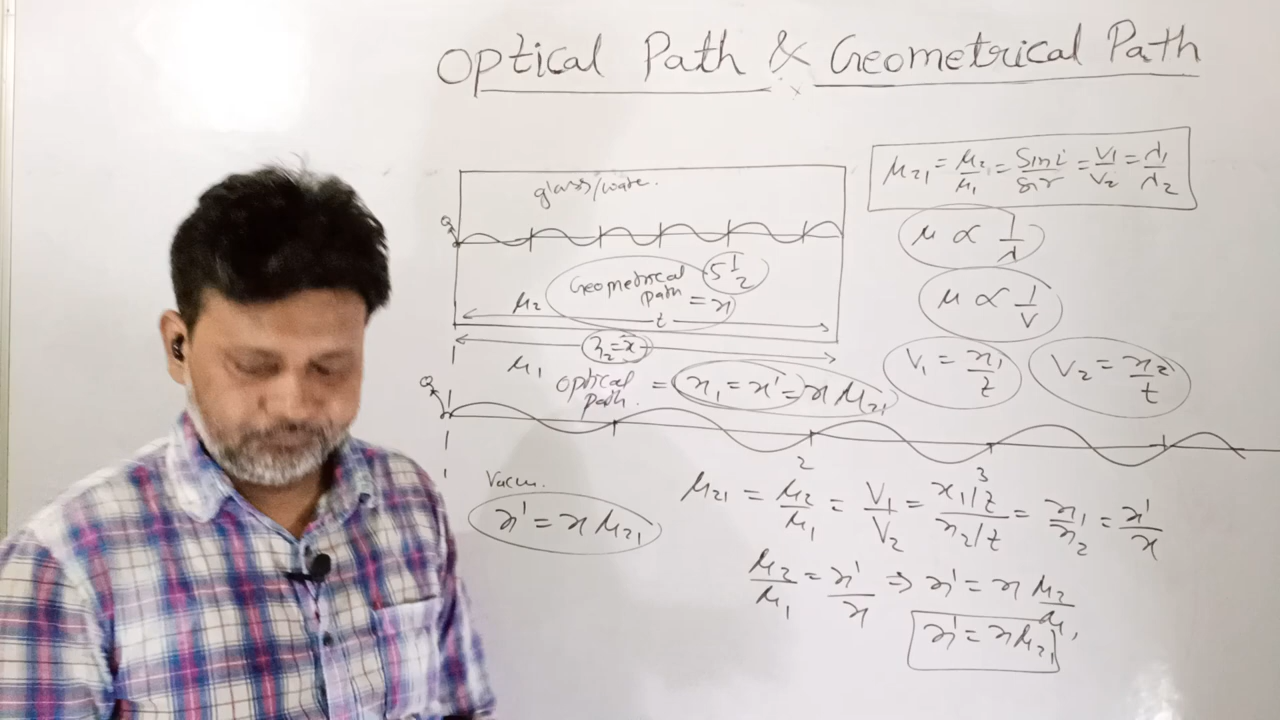 Optical Path & Geometrical Path
glass/wate.
Geometrical path = x
5 1/2
μ2
t
x2 = x
μ1
Optical path. = x1 = x' = x μ21
μ21 = μ2/μ1 = Sin i/Sin r = V1/V2 = λ1/λ2
μ ∝ 1/λ
μ ∝ 1/V
V1 = x1/t
V2 = x2/t
2
3
Vacuu.
x' = x μ21
μ21 = μ2/μ1 = V1/V2 = x1/t / x2/t = x1/x2 = x'/x
μ2/μ1 = x'/x ⇒ x' = x μ2/μ1
x' = x μ21